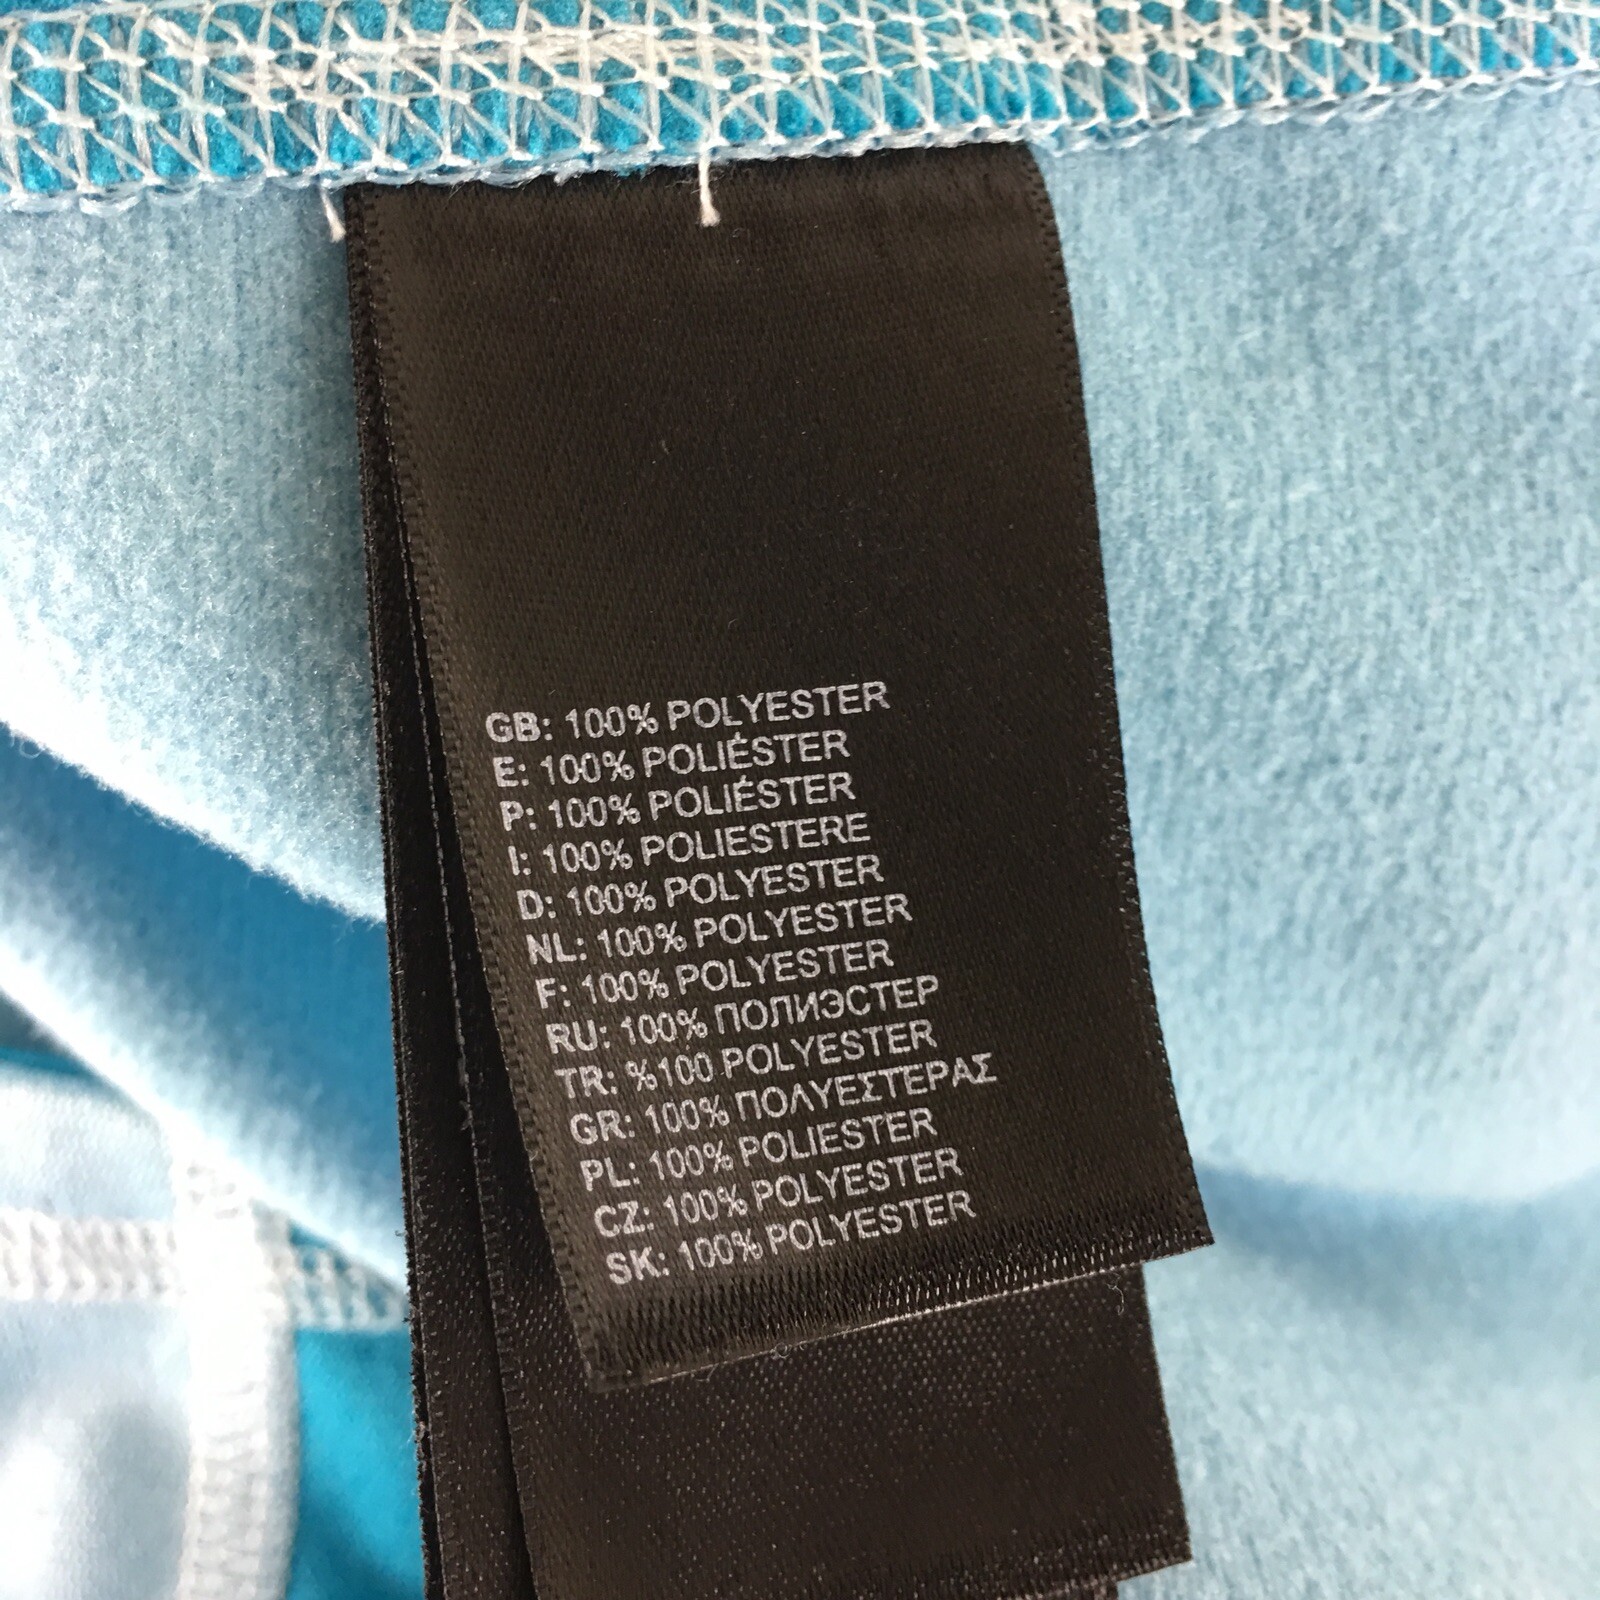 GB: 100% POLYESTER
E: 100% POLIÉSTER
P: 100% POLIÉSTER
I: 100% POLIESTERE
D: 100% POLYESTER
NL: 100% POLYESTER
F: 100% POLYESTER
RU: 100% ПОЛИЭСТЕР
TR: %100 POLYESTER
GR: 100% ΠΟΛΥΕΣΤΕΡΑΣ
PL: 100% POLIESTER
CZ: 100% POLYESTER
SK: 100% POLYESTER